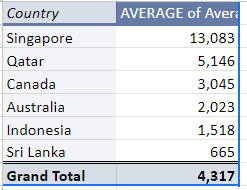 Country AVERAGE of Avera
Singapore 13,083
Qatar 5,146
Canada 3,045
Australia 2,023
Indonesia 1,518
Sri Lanka 665
Grand Total 4,317